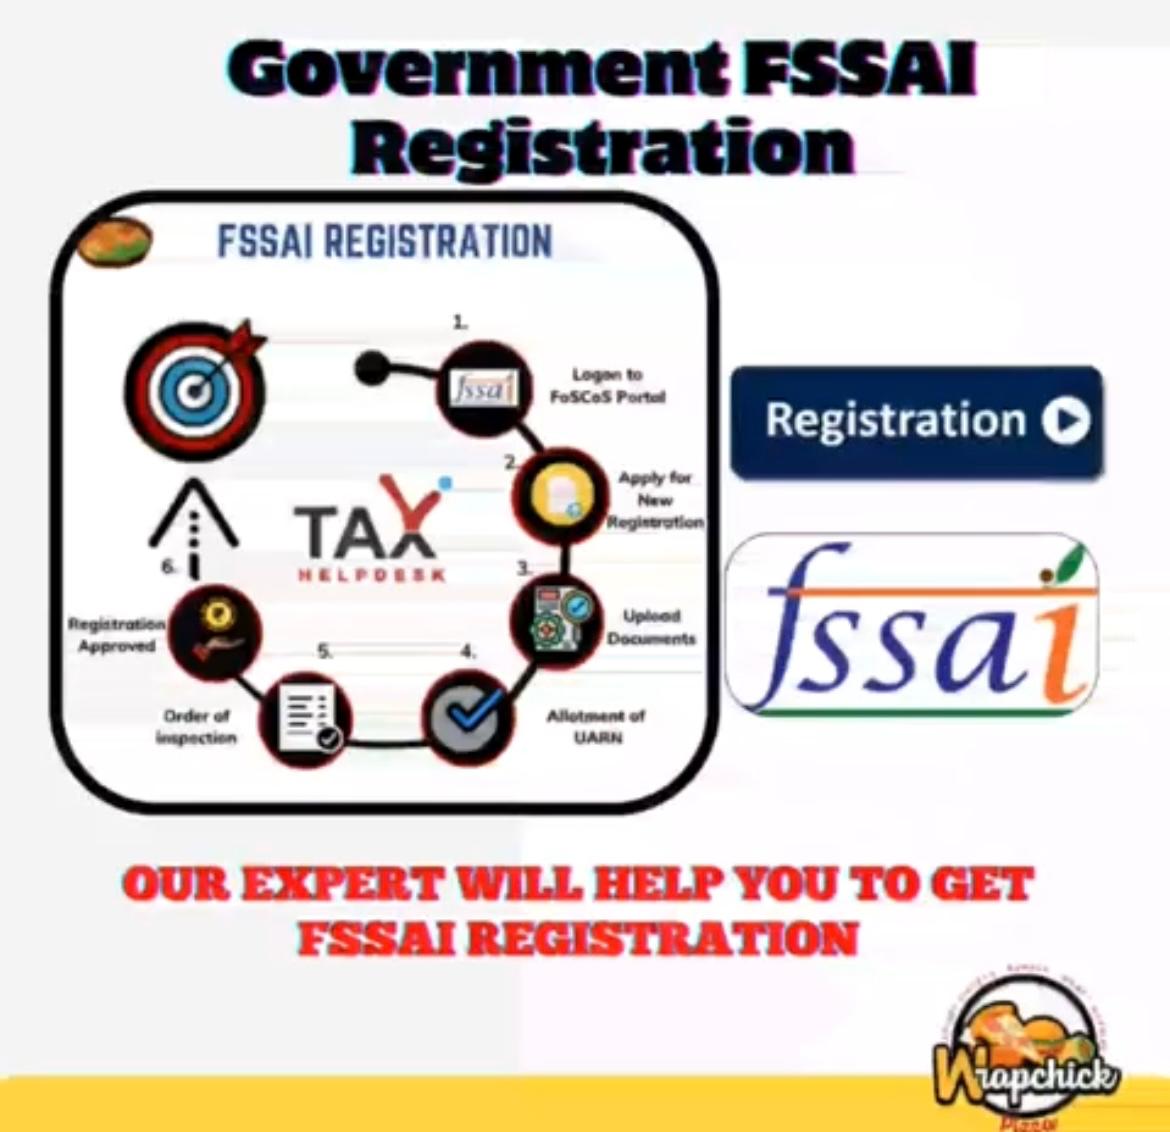 Government FSSAI
Registration
FSSAI REGISTRATION
1.
fssai
Logon to
FoSCoS Portal
2.
Apply for
New
Registration
TAX
HELPDESK
3.
Upload
Documents
4.
Allotment of
UARN
5.
Order of
inspection
6.
Registration
Approved
Registration
fssai
OUR EXPERT WILL HELP YOU TO GET
FSSAI REGISTRATION
Wrapchick
Pizza